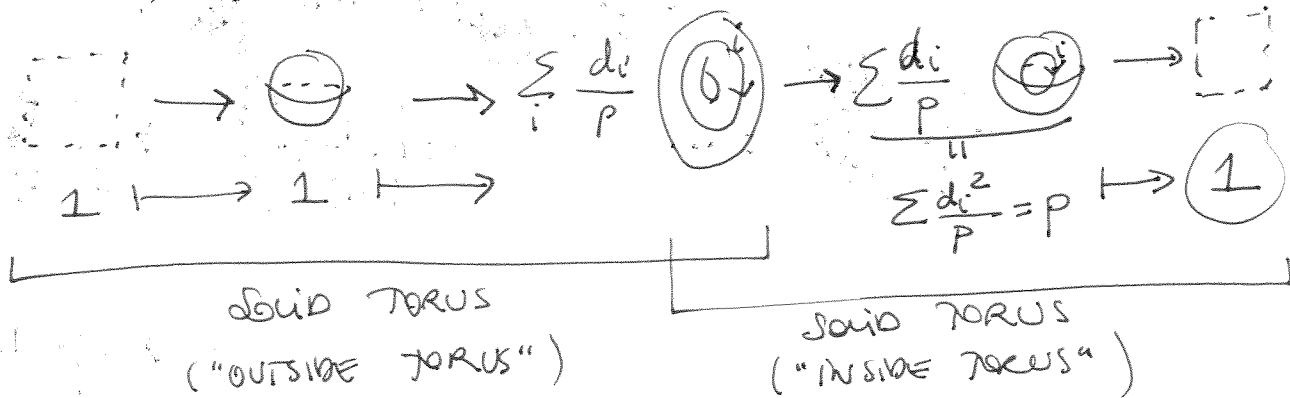 → → ∑_i d_i/p → ∑ d_i/p i →
1 ↦ 1 ↦ ∑ d_i²/p = p ↦ 1
SOLID TORUS
("OUTSIDE TORUS")
SOLID TORUS
("INSIDE TORUS")